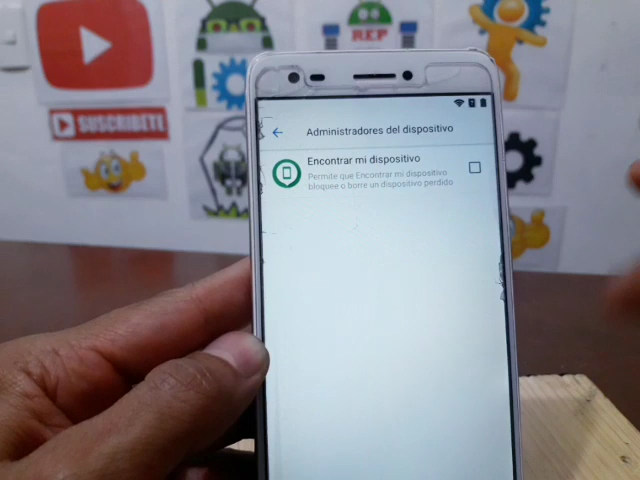 REP
SUSCRIBETE
Administradores del dispositivo
Encontrar mi dispositivo
Permite que Encontrar mi dispositivo
bloquee o borre un dispositivo perdido